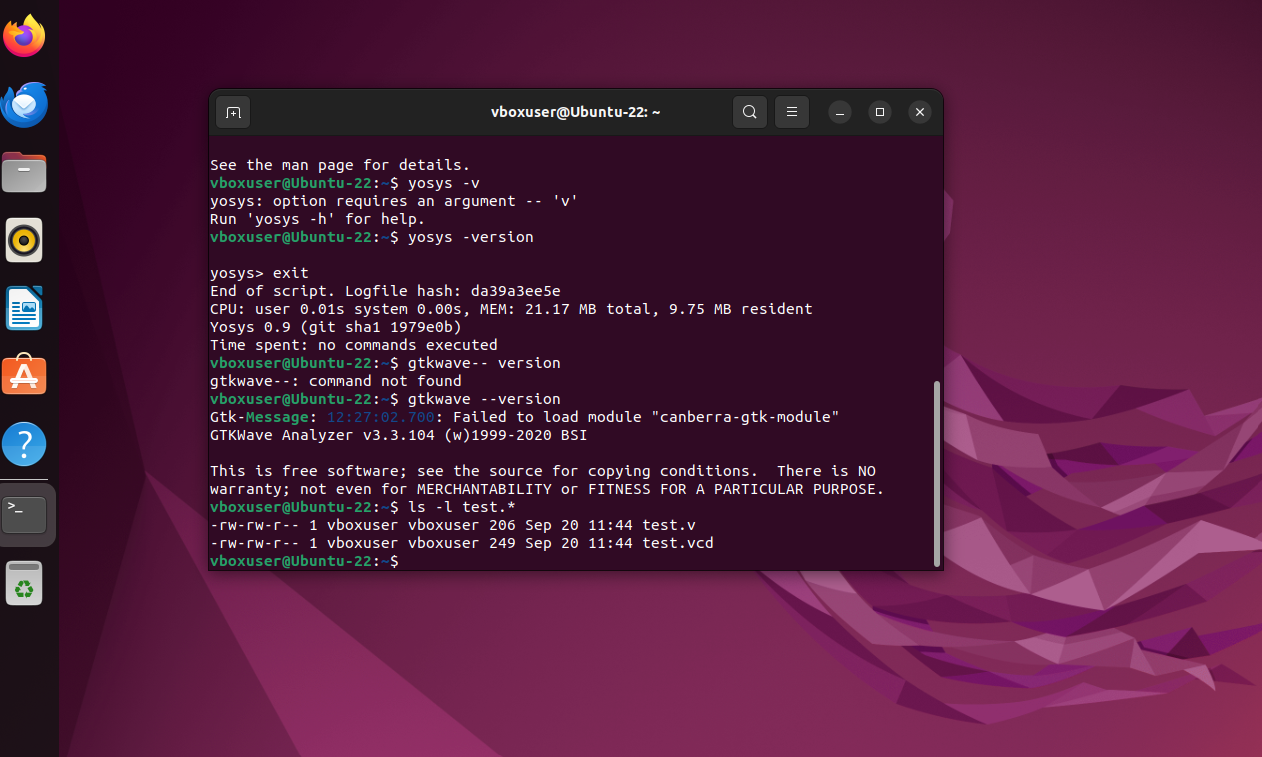 vboxuser@Ubuntu-22: ~
See the man page for details.
vboxuser@Ubuntu-22:~$ yosys -v
yosys: option requires an argument -- 'v'
Run 'yosys -h' for help.
vboxuser@Ubuntu-22:~$ yosys -version
yosys> exit
End of script. Logfile hash: da39a3ee5e
CPU: user 0.01s system 0.00s, MEM: 21.17 MB total, 9.75 MB resident
Yosys 0.9 (git sha1 1979e0b)
Time spent: no commands executed
vboxuser@Ubuntu-22:~$ gtkwave-- version
gtkwave--: command not found
vboxuser@Ubuntu-22:~$ gtkwave --version
Gtk-Message: 12:27:02.700: Failed to load module "canberra-gtk-module"
GTKWave Analyzer v3.3.104 (w)1999-2020 BSI
This is free software; see the source for copying conditions.  There is NO
warranty; not even for MERCHANTABILITY or FITNESS FOR A PARTICULAR PURPOSE.
vboxuser@Ubuntu-22:~$ ls -l test.*
-rw-rw-r-- 1 vboxuser vboxuser 206 Sep 20 11:44 test.v
-rw-rw-r-- 1 vboxuser vboxuser 249 Sep 20 11:44 test.vcd
vboxuser@Ubuntu-22:~$